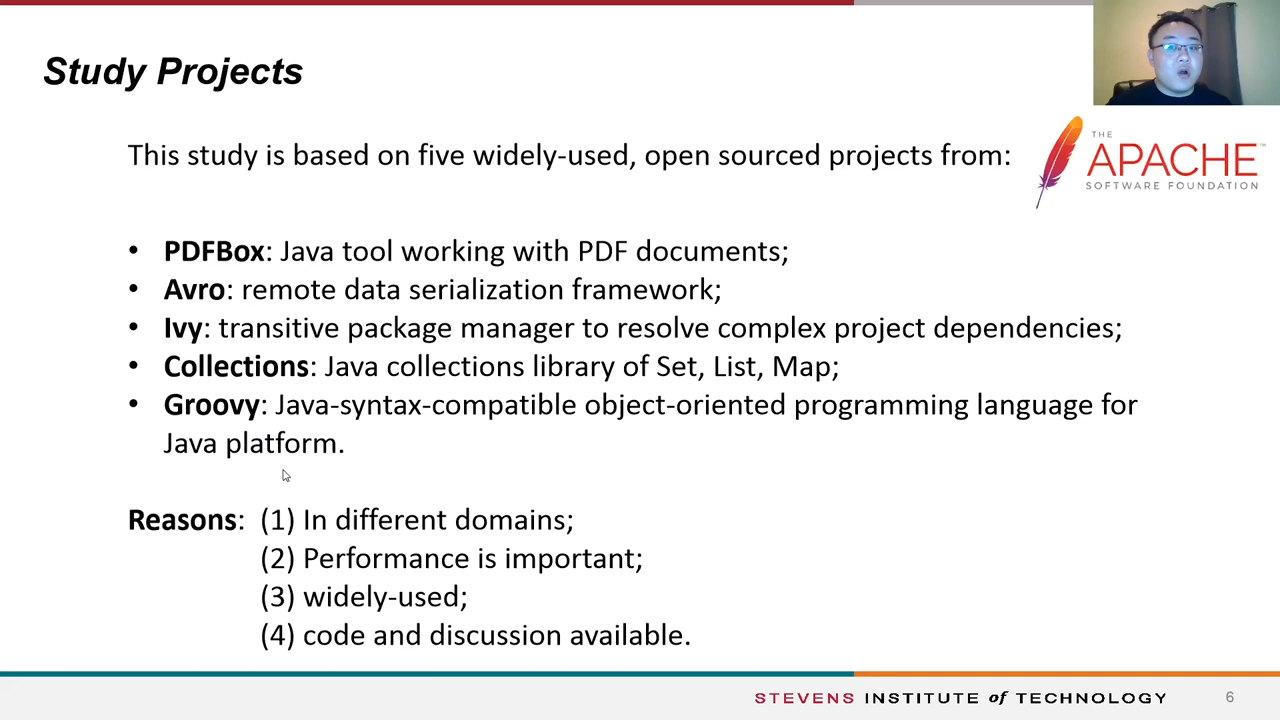 Study Projects
This study is based on five widely-used, open sourced projects from:
THE
APACHE™
SOFTWARE FOUNDATION
• PDFBox: Java tool working with PDF documents;
• Avro: remote data serialization framework;
• Ivy: transitive package manager to resolve complex project dependencies;
• Collections: Java collections library of Set, List, Map;
• Groovy: Java-syntax-compatible object-oriented programming language for
Java platform.
Reasons: (1) In different domains;
(2) Performance is important;
(3) widely-used;
(4) code and discussion available.
STEVENS INSTITUTE of TECHNOLOGY
6